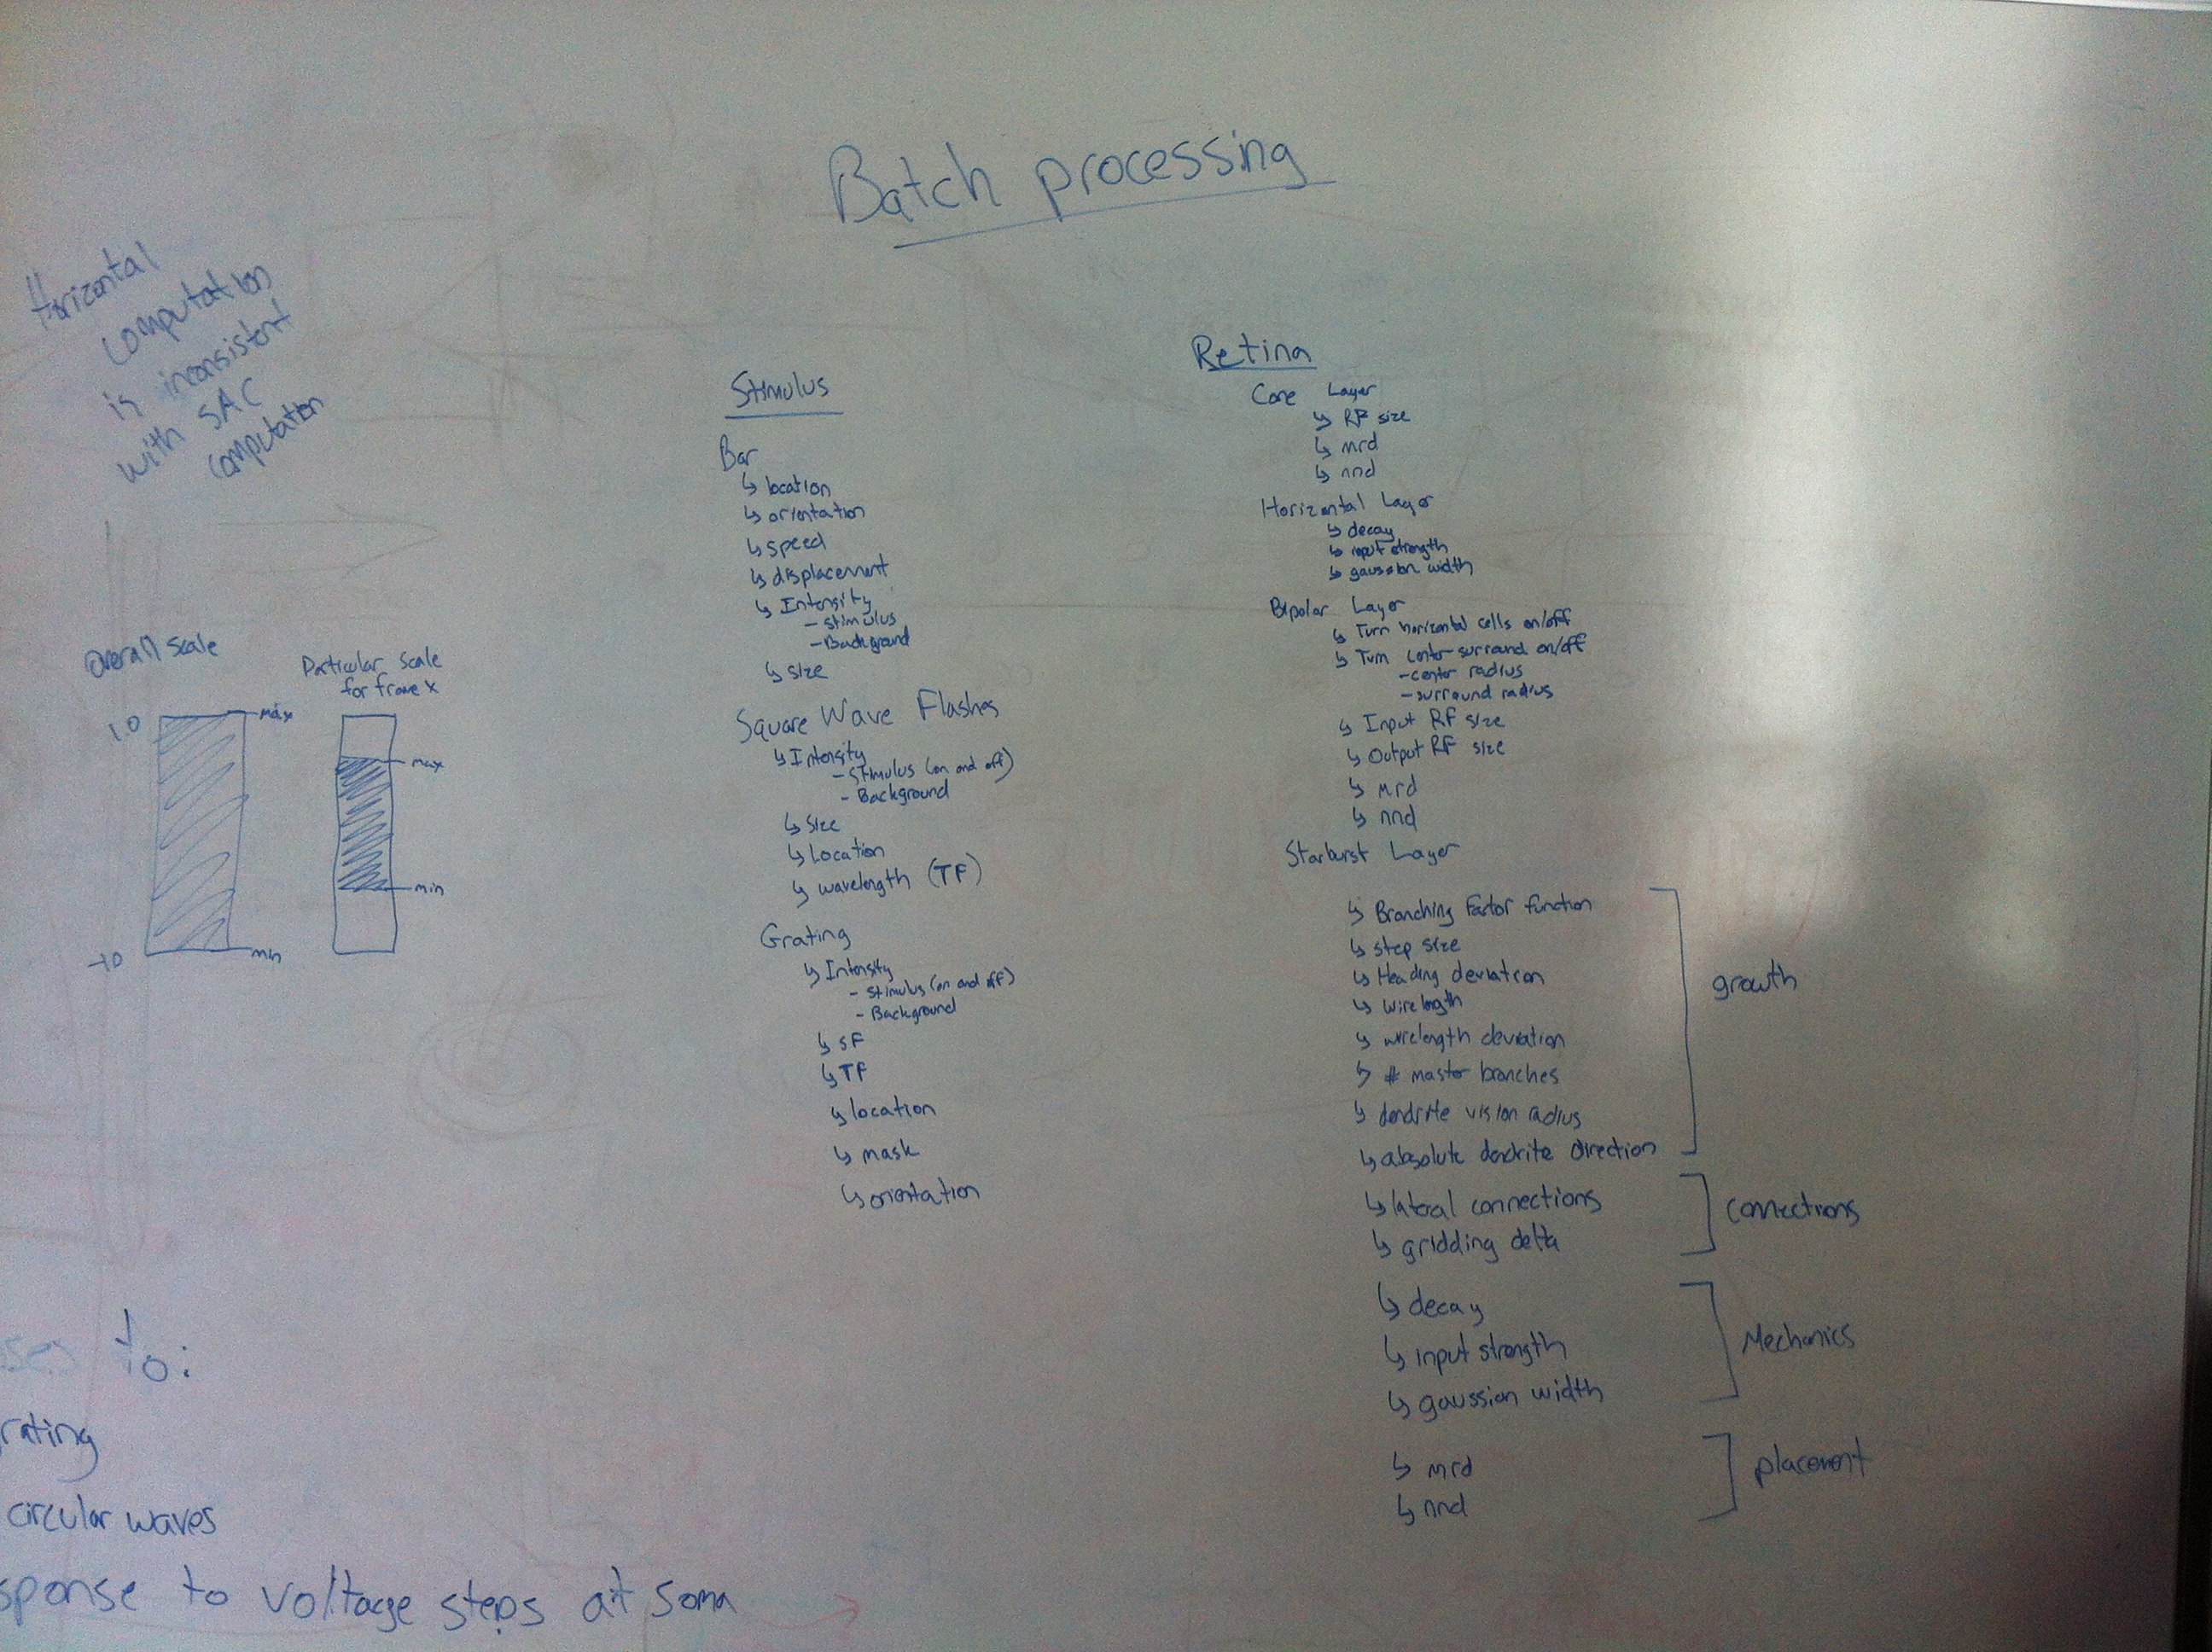 Batch processing
Horizontal
computation
is inconsistent
with SAC
computation
Overall Scale
1.0
max
-1.0
min
Particular Scale
for frame x
max
min
Stimulus
Bar
↳ location
↳ orientation
↳ speed
↳ displacement
↳ Intensity
- stimulus
- Background
↳ size
Square Wave Flashes
↳ Intensity
- Stimulus (on and off)
- Background
↳ Size
↳ Location
↳ wavelength (TF)
Grating
↳ Intensity
- Stimulus (on and off)
- Background
↳ SF
↳ TF
↳ location
↳ mask
↳ orientation
Retina
Cone Layer
↳ RF size
↳ mrd
↳ nnd
Horizontal Layer
↳ decay
↳ input strength
↳ gaussian width
Bipolar Layer
↳ Turn horizontal cells on/off
↳ Turn center-surround on/off
- center radius
- surround radius
↳ Input RF size
↳ Output RF size
↳ mrd
↳ nnd
Starburst Layer
↳ Branching Factor function
↳ step size
↳ Heading deviation
↳ wirelength
↳ wirelength deviation
↳ # master branches
↳ dendrite vision radius
↳ absolute dendrite direction
growth
↳ lateral connections
↳ gridding delta
connections
↳ decay
↳ input strength
↳ gaussian width
Mechanics
↳ mrd
↳ nnd
placement
ses to:
rating
circular waves
sponse to voltage steps at soma